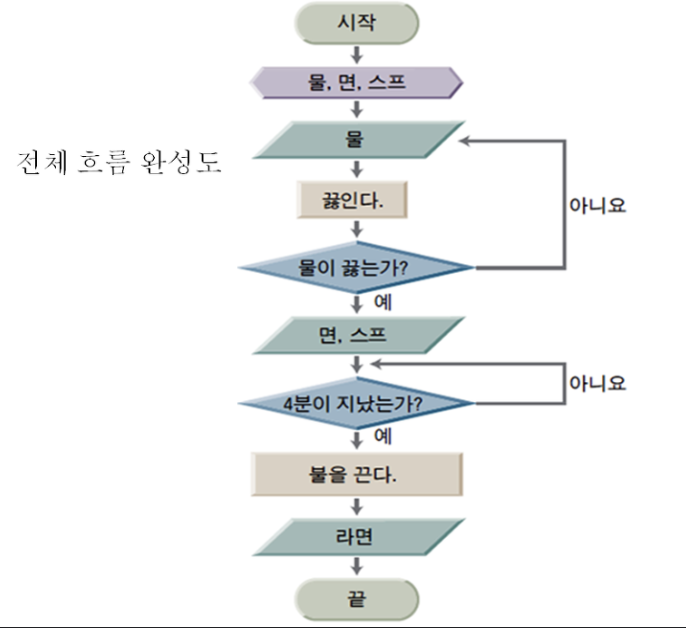 시작
물, 면, 스프
물
전체 흐름 완성도
끓인다.
아니요
물이 끓는가?
예
면, 스프
아니요
4분이 지났는가?
예
불을 끈다.
라면
끝